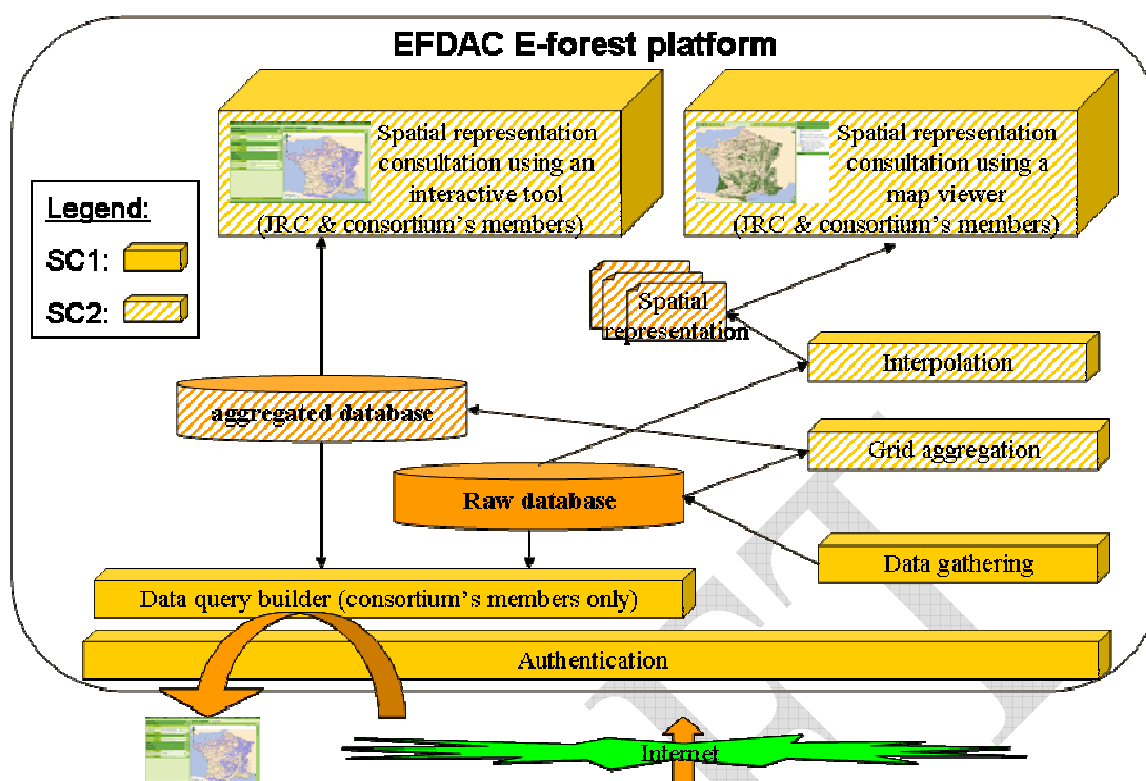 EFDAC E-forest platform
Spatial representation
consultation using an
interactive tool
(JRC & consortium's members)
Spatial representation
consultation using a
map viewer
(JRC & consortium's members)
Legend:
SC1:
SC2:
Spatial
representation
Interpolation
aggregated database
Grid aggregation
Raw database
Data gathering
Data query builder (consortium's members only)
Authentication
Internet